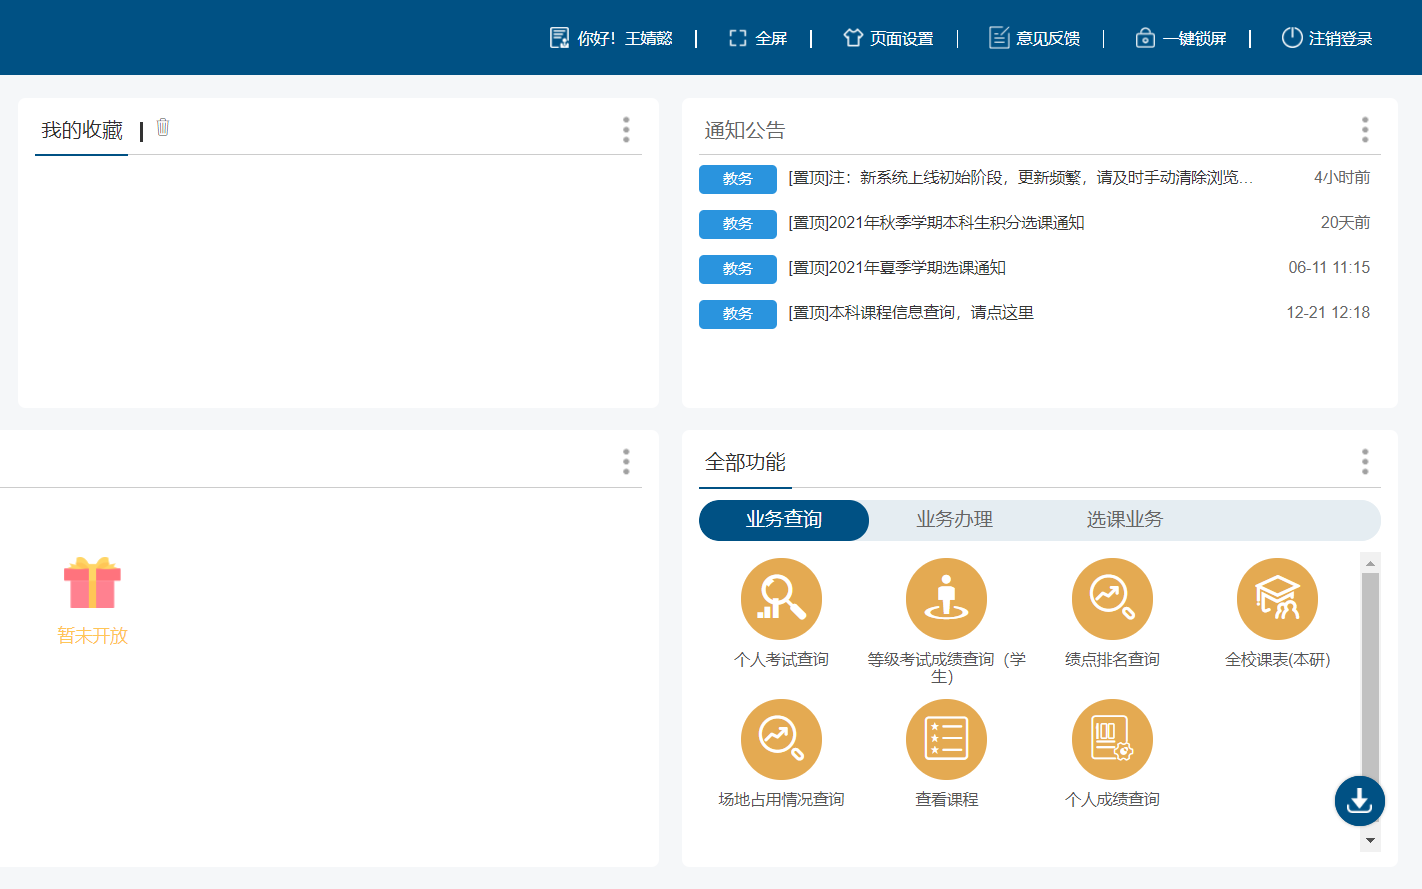 你好！王婧懿
全屏
页面设置
意见反馈
一键锁屏
注销登录
我的收藏
通知公告
教务 [置顶]注：新系统上线初始阶段，更新频繁，请及时手动清除浏览... 4小时前
教务 [置顶]2021年秋季学期本科生积分选课通知 20天前
教务 [置顶]2021年夏季学期选课通知 06-11 11:15
教务 [置顶]本科课程信息查询，请点这里 12-21 12:18
暂未开放
全部功能
业务查询 业务办理 选课业务
个人考试查询
等级考试成绩查询（学
生）
绩点排名查询
全校课表(本研)
场地占用情况查询
查看课程
个人成绩查询